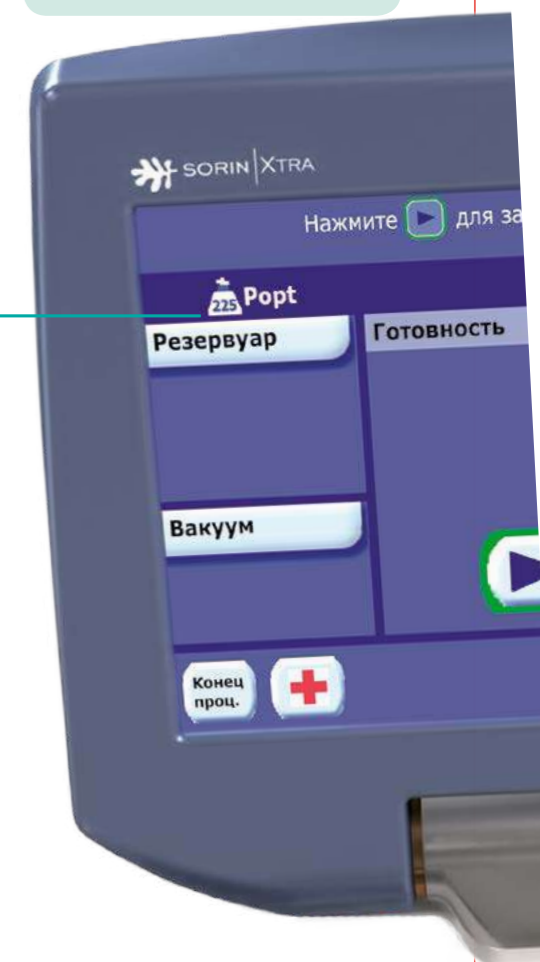 SORIN XTRA
Нажмите для за
225 Popt
Резервуар
Готовность
Вакуум
Конец
проц.